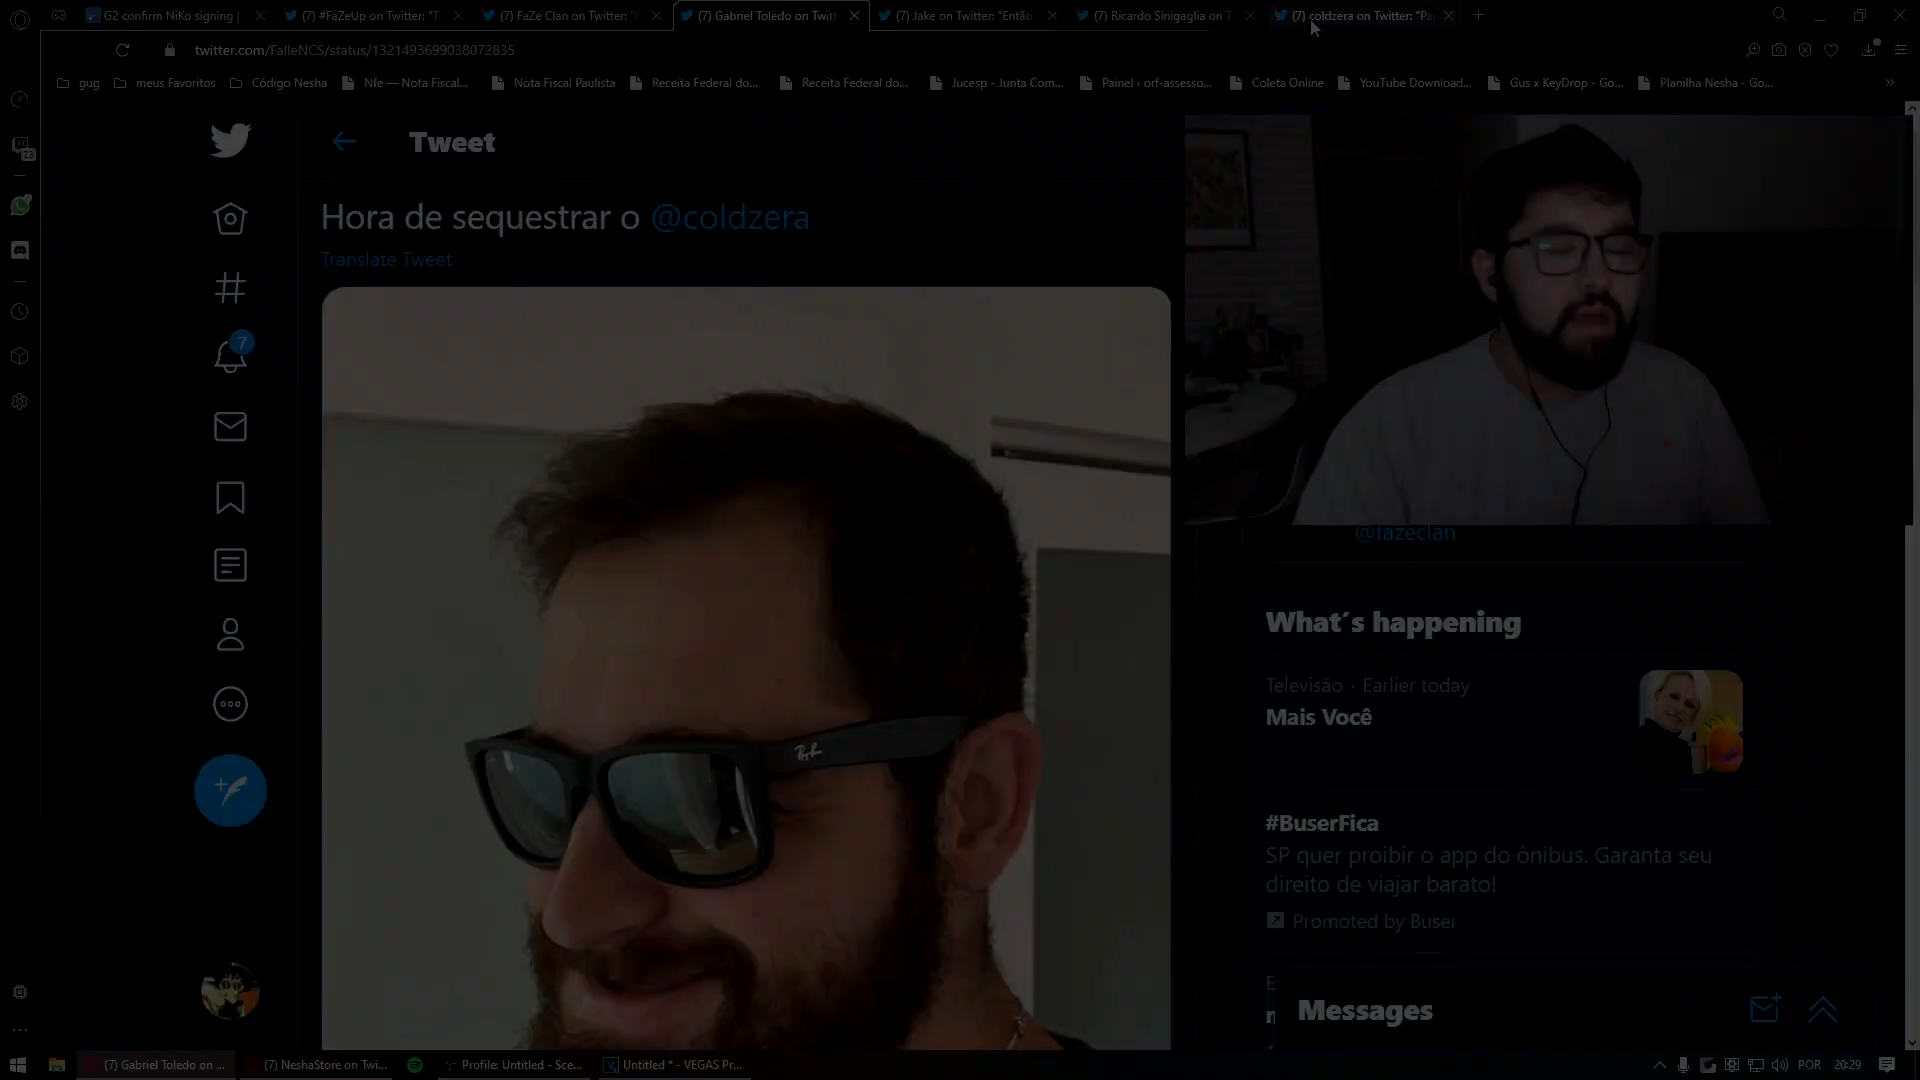 (7) G2 confirm NiKo signing |
(7) #FaZeUp on Twitter: "T
(7) FaZe Clan on Twitter: "
(7) Gabriel Toledo on Twitt
(7) Jake on Twitter: "Então
(7) Ricardo Sinigaglia on T
(7) coldzera on Twitter: "Pa
twitter.com/FalleNCS/status/1321493699038072835
gug
meus Favoritos
Código Nesha
Nfe — Nota Fiscal...
Nota Fiscal Paulista
Receita Federal do...
Receita Federal do...
Jucesp - Junta Com...
Painel ‹ orf-assesso...
Coleta Online
YouTube Download...
Gus x KeyDrop - Go...
Planilha Nesha - Go...
»
23
Tweet
Hora de sequestrar o @coldzera
Translate Tweet
7
Ray-Ban
@fazeclan
What's happening
Televisão · Earlier today
Mais Você
#BuserFica
SP quer proibir o app do ônibus. Garanta seu
direito de viajar barato!
Promoted by Buser
Messages
(7) Gabriel Toledo on ...
(7) NeshaStore on Twi...
Profile: Untitled - Sce...
Untitled * - VEGAS Pr...
POR
20:29